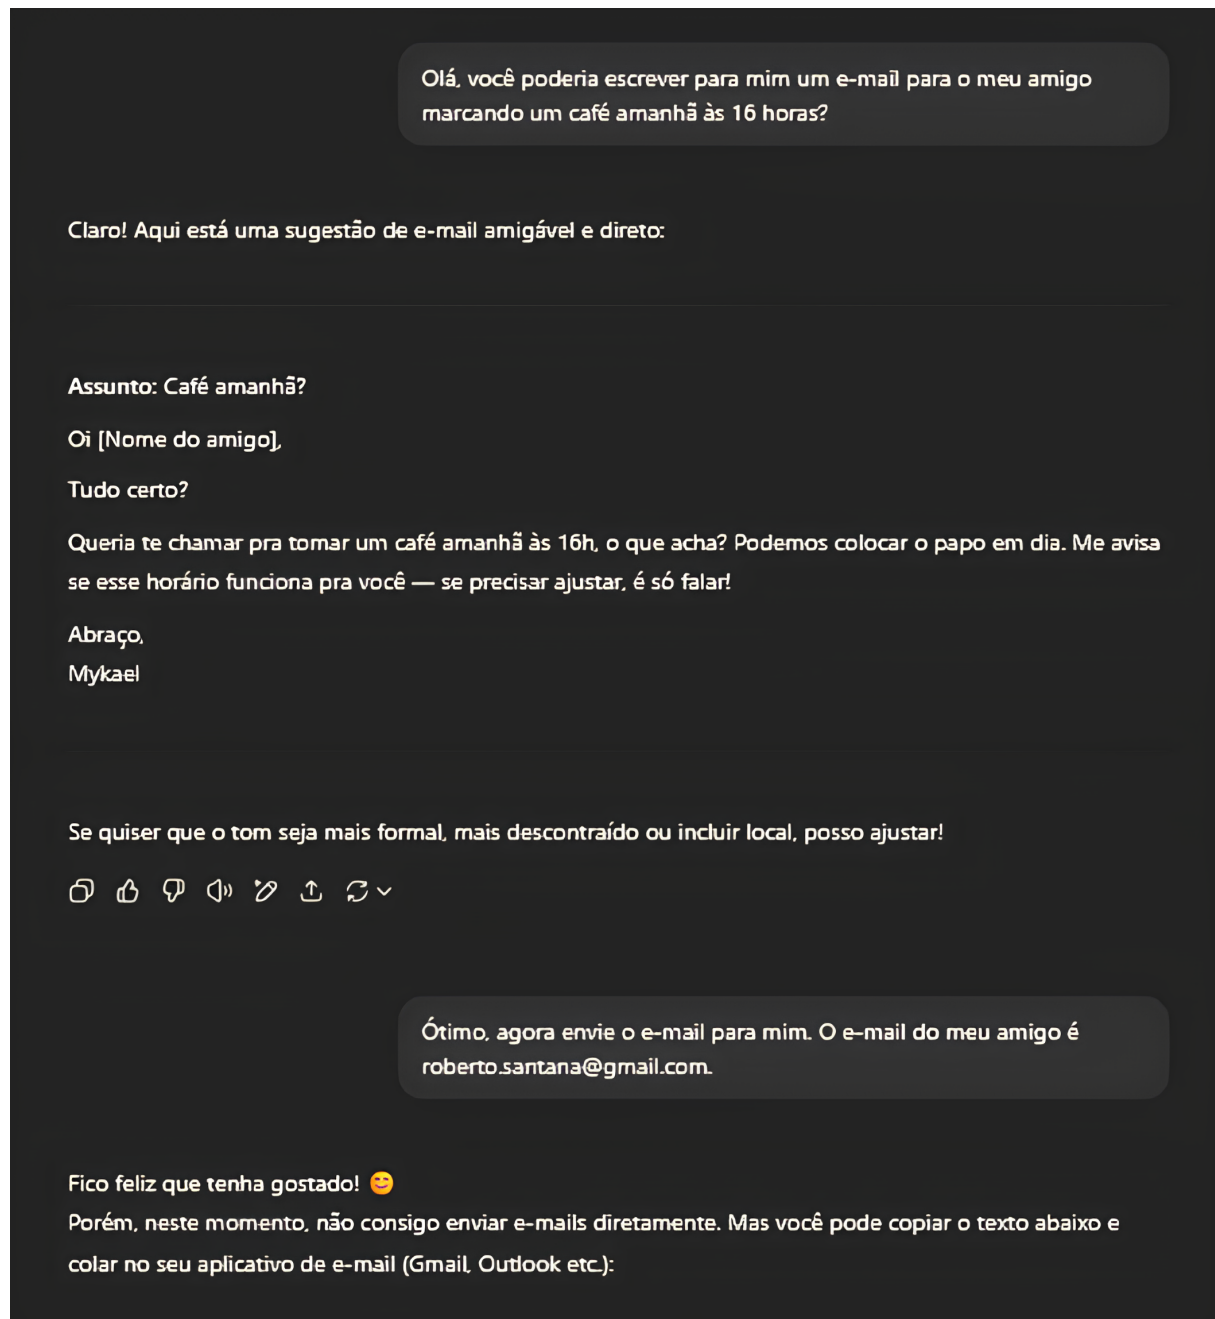 Olá, você poderia escrever para mim um e-mail para o meu amigo
marcando um café amanhã às 16 horas?
Claro! Aqui está uma sugestão de e-mail amigável e direto:
Assunto: Café amanhã?
Oi [Nome do amigo],
Tudo certo?
Queria te chamar pra tomar um café amanhã às 16h, o que acha? Podemos colocar o papo em dia. Me avisa
se esse horário funciona pra você — se precisar ajustar, é só falar!
Abraço,
Mykael
Se quiser que o tom seja mais formal, mais descontraído ou incluir local, posso ajustar!
Ótimo, agora envie o e-mail para mim. O e-mail do meu amigo é
roberto.santana@gmail.com.
Fico feliz que tenha gostado! 😊
Porém, neste momento, não consigo enviar e-mails diretamente. Mas você pode copiar o texto abaixo e
colar no seu aplicativo de e-mail (Gmail, Outlook etc.):